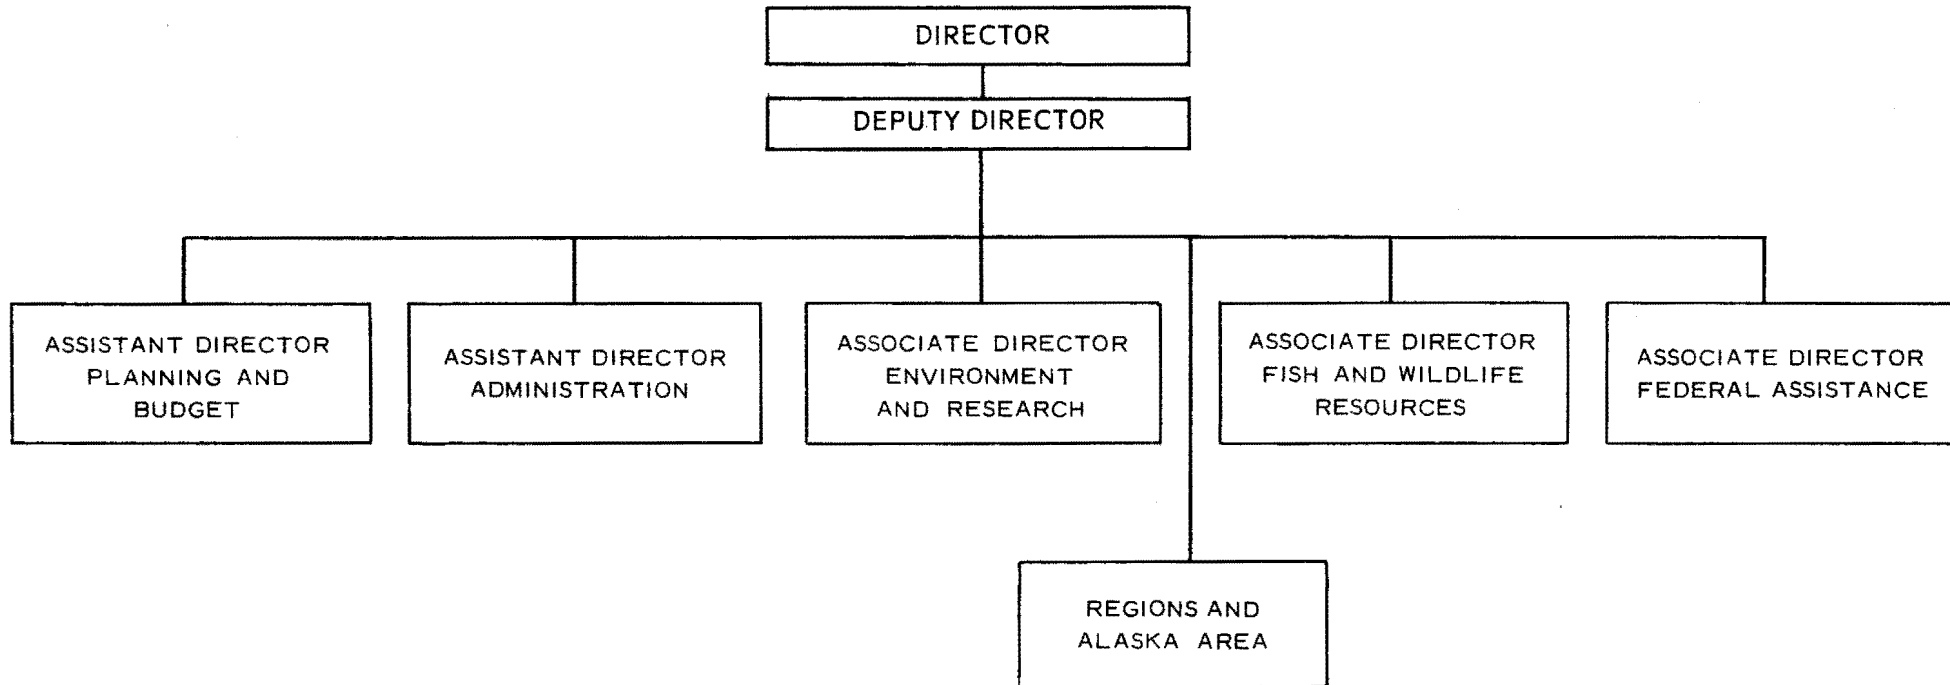 DIRECTOR
DEPUTY DIRECTOR
ASSISTANT DIRECTOR
PLANNING AND
BUDGET
ASSISTANT DIRECTOR
ADMINISTRATION
ASSOCIATE DIRECTOR
ENVIRONMENT
AND RESEARCH
ASSOCIATE DIRECTOR
FISH AND WILDLIFE
RESOURCES
ASSOCIATE DIRECTOR
FEDERAL ASSISTANCE
REGIONS AND
ALASKA AREA